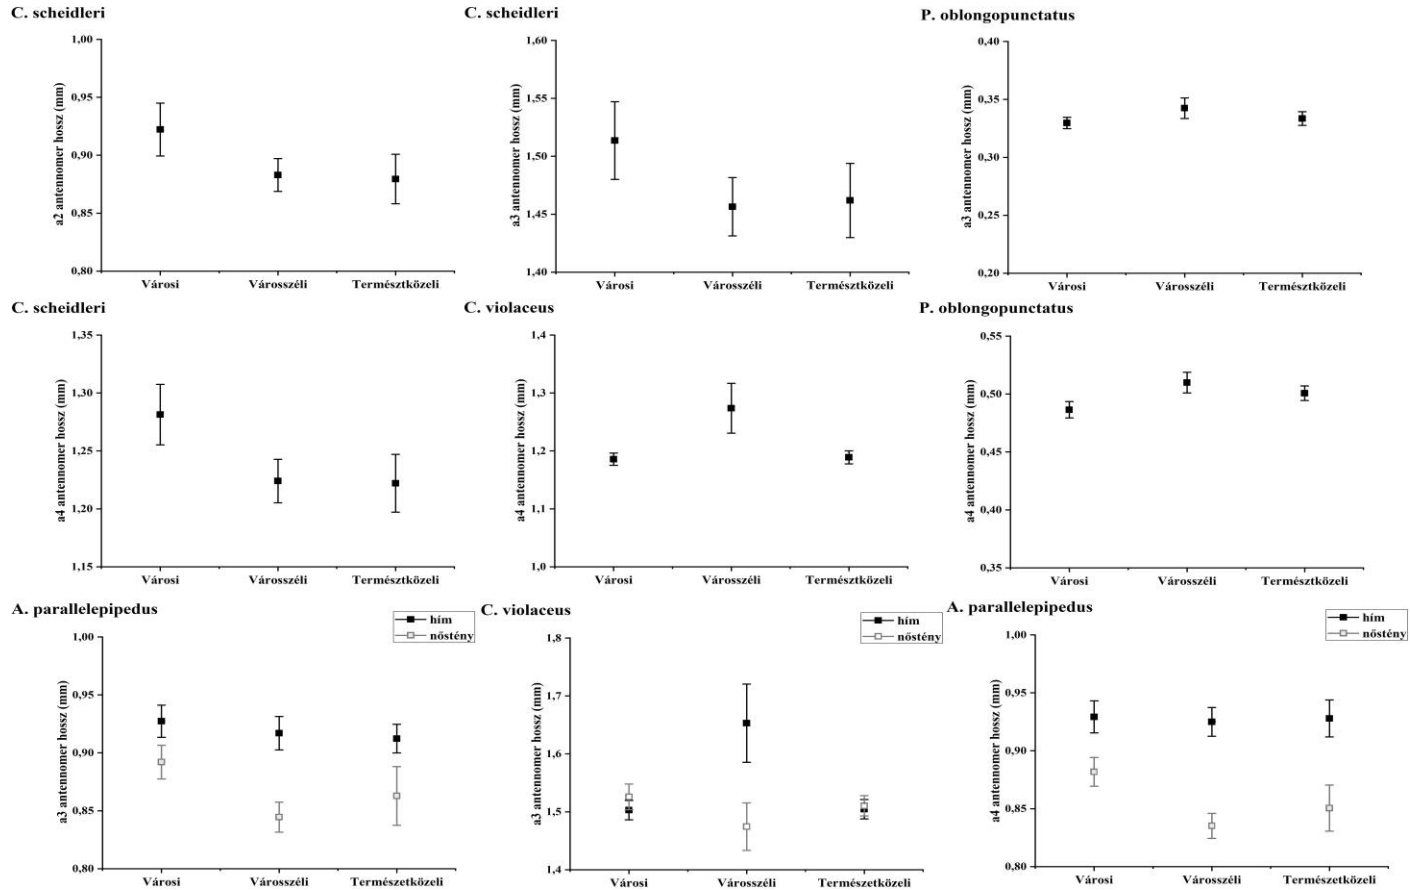 C. scheidleri
1,00
0,95
0,90
0,85
0,80
a2 antennomer hossz (mm)
Városi
Városszéli
Természtközeli
C. scheidleri
1,60
1,55
1,50
1,45
1,40
a3 antennomer hossz (mm)
Városi
Városszéli
Természtközeli
P. oblongopunctatus
0,40
0,35
0,30
0,25
0,20
a3 antennomer hossz (mm)
Városi
Városszéli
Természtközeli
C. scheidleri
1,35
1,30
1,25
1,20
1,15
a4 antennomer hossz (mm)
Városi
Városszéli
Természtközeli
C. violaceus
1,4
1,3
1,2
1,1
1,0
a4 antennomer hossz (mm)
Városi
Városszéli
Természtközeli
P. oblongopunctatus
0,55
0,50
0,45
0,40
0,35
a4 antennomer hossz (mm)
Városi
Városszéli
Természtközeli
A. parallelepipedus
hím
nőstény
1,00
0,95
0,90
0,85
0,80
a3 antennomer hossz (mm)
Városi
Városszéli
Természetközeli
C. violaceus
hím
nőstény
1,8
1,7
1,6
1,5
1,4
a3 antennomer hossz (mm)
Városi
Városszéli
Természetközeli
A. parallelepipedus
hím
nőstény
1,00
0,95
0,90
0,85
0,80
a4 antennomer hossz (mm)
Városi
Városszéli
Természetközeli